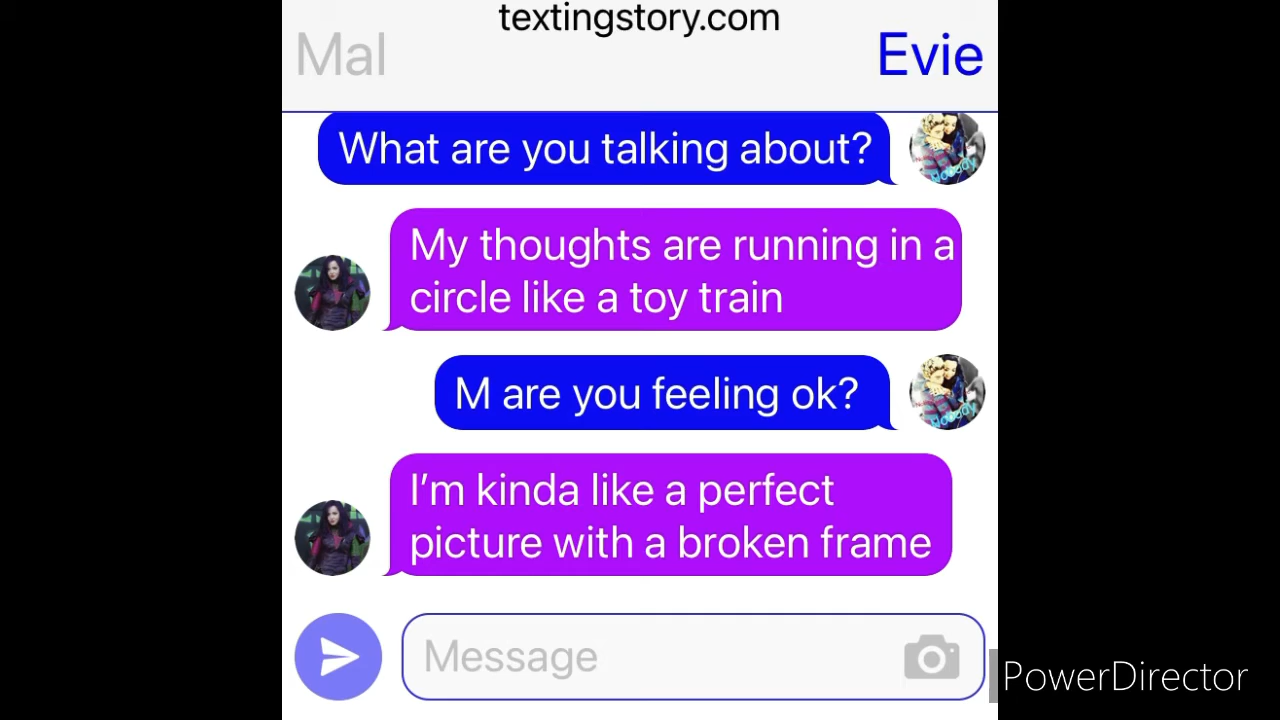 textingstory.com
Mal
Evie
What are you talking about?
My thoughts are running in a
circle like a toy train
M are you feeling ok?
I'm kinda like a perfect
picture with a broken frame
Message
PowerDirector